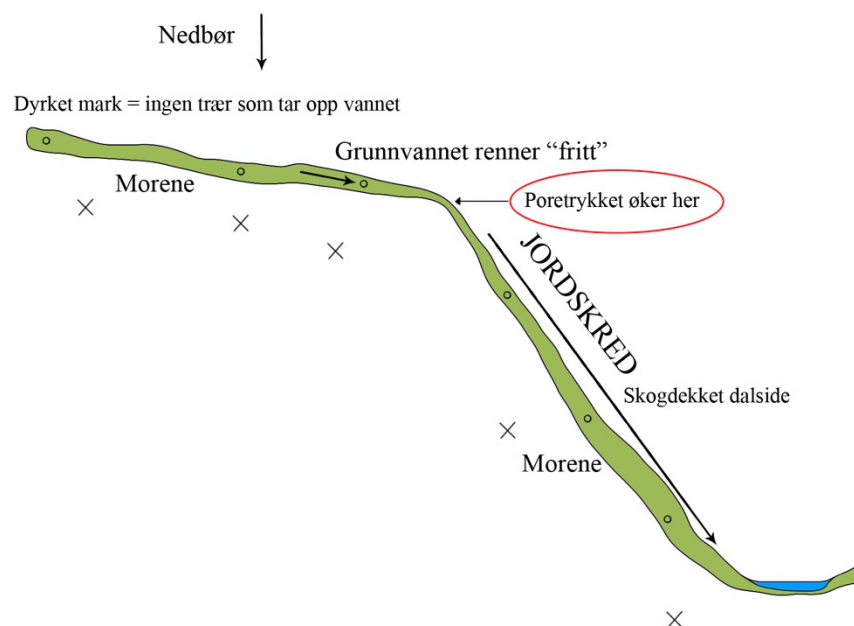 Nedbør
Dyrket mark = ingen trær som tar opp vannet
Grunnvannet renner “fritt”
Morene
Poretrykket øker her
JORDSKRED
Skogdekket dalside
Morene